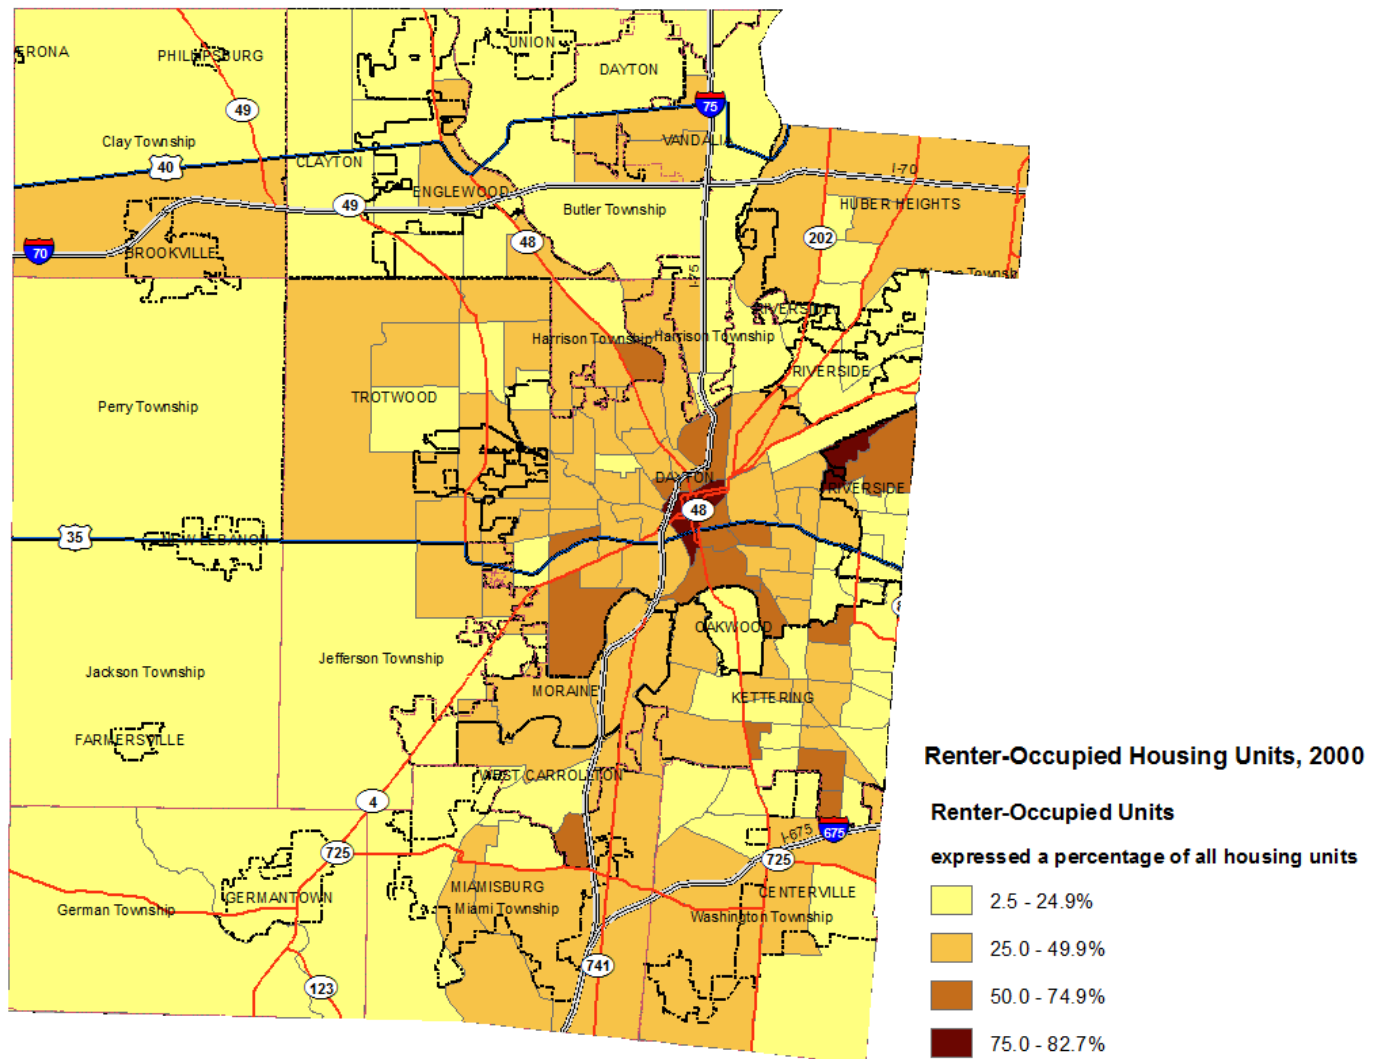 ERONA
PHILLIPSBURG
UNION
DAYTON
49
75
Clay Township
VANDALIA
40
CLAYTON
I-70
ENGLEWOOD
49
Butler Township
HUBER HEIGHTS
48
202
70
BROOKVILLE
I-75
RIVERSIDE
Harrison Township
Harrison Township
RIVERSIDE
TROTWOOD
Perry Township
DAYTON
RIVERSIDE
48
35
NEW LEBANON
OAKWOOD
Jefferson Township
Jackson Township
MORAINE
KETTERING
FARMERSVILLE
WEST CARROLLTON
4
I-675
675
725
725
MIAMISBURG
CENTERVILLE
GERMANTOWN
Miami Township
German Township
Washington Township
741
123
Renter-Occupied Housing Units, 2000
Renter-Occupied Units
expressed a percentage of all housing units
2.5 - 24.9%
25.0 - 49.9%
50.0 - 74.9%
75.0 - 82.7%